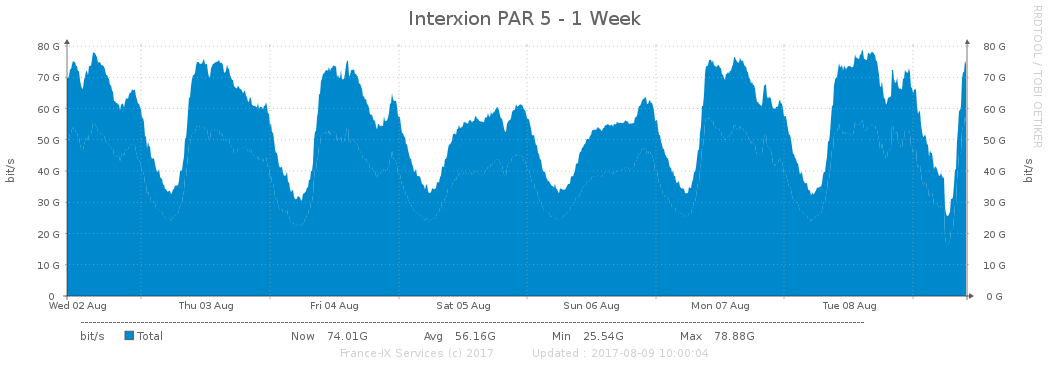 Interxion PAR 5 - 1 Week
RRDTOOL / TOBI OETIKER
bit/s
80 G 80 G
70 G 70 G
60 G 60 G
50 G 50 G
40 G 40 G
30 G 30 G
20 G 20 G
10 G 10 G
0 0 G
bit/s
Wed 02 Aug Thu 03 Aug Fri 04 Aug Sat 05 Aug Sun 06 Aug Mon 07 Aug Tue 08 Aug
bit/s Total Now 74.01G Avg 56.16G Min 25.54G Max 78.88G
France-IX Services (c) 2017 Updated : 2017-08-09 10:00:04